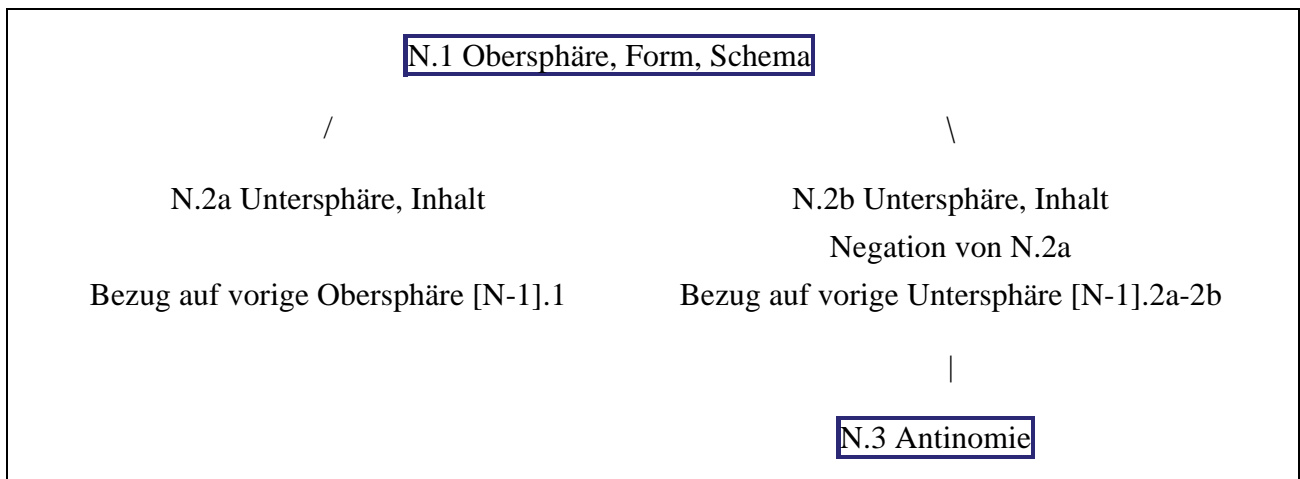 N.1 Obersphäre, Form, Schema
/ \
N.2a Untersphäre, Inhalt N.2b Untersphäre, Inhalt
Negation von N.2a
Bezug auf vorige Obersphäre [N-1].1 Bezug auf vorige Untersphäre [N-1].2a-2b
|
N.3 Antinomie